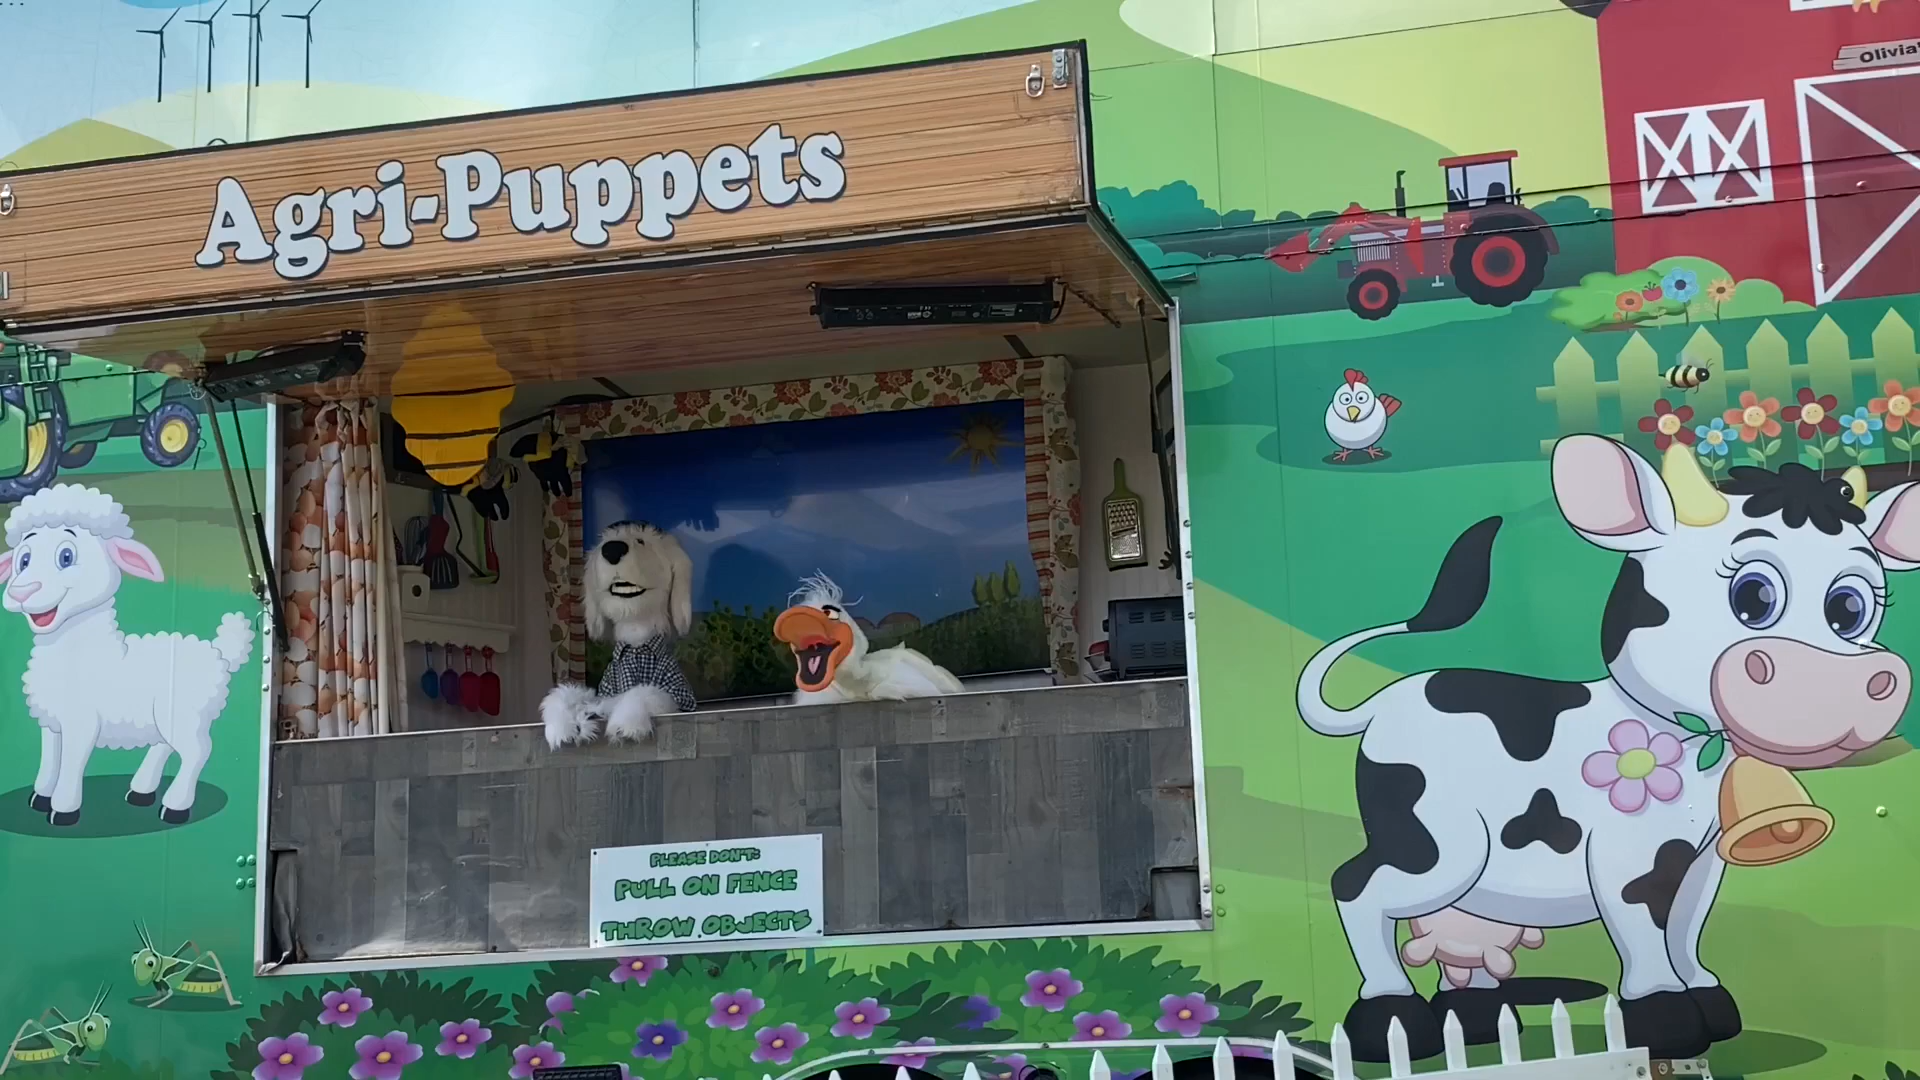 Olivia'
Agri-Puppets
PLEASE DON'T:
PULL ON FENCE
THROW OBJECTS